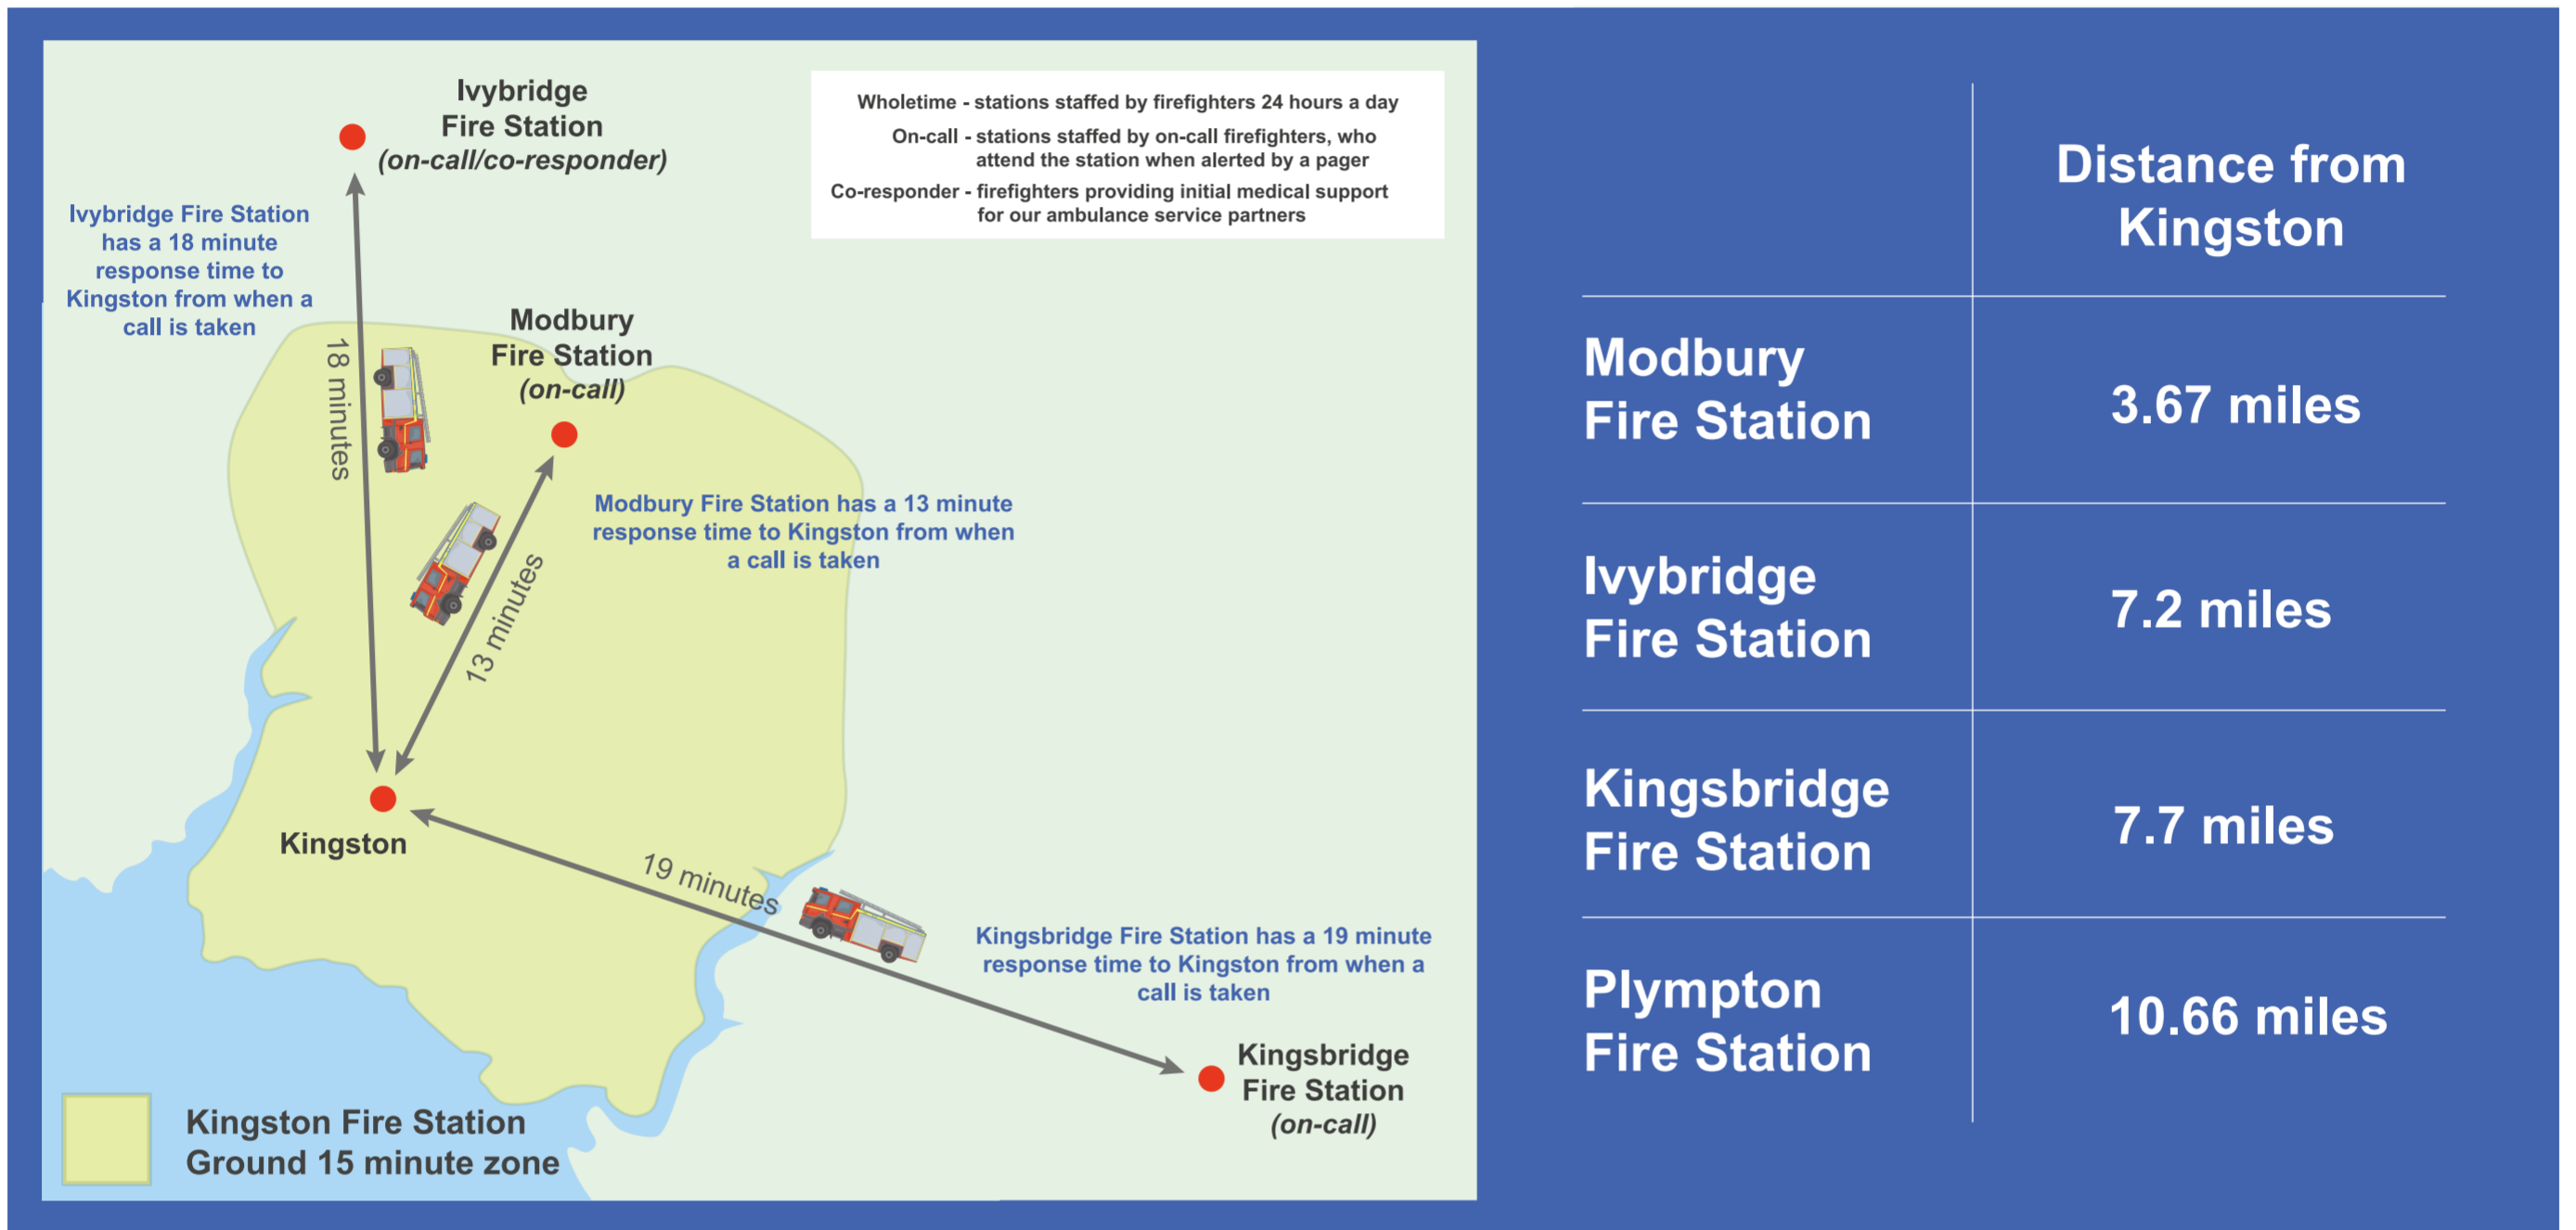 Ivybridge
Fire Station
(on-call/co-responder)
Wholetime - stations staffed by firefighters 24 hours a day
On-call - stations staffed by on-call firefighters, who
attend the station when alerted by a pager
Co-responder - firefighters providing initial medical support
for our ambulance service partners
Ivybridge Fire Station
has a 18 minute
response time to
Kingston from when a
call is taken
18 minutes
Modbury
Fire Station
(on-call)
Modbury Fire Station has a 13 minute
response time to Kingston from when
a call is taken
13 minutes
Kingston
19 minutes
Kingsbridge Fire Station has a 19 minute
response time to Kingston from when a
call is taken
Kingsbridge
Fire Station
(on-call)
Kingston Fire Station
Ground 15 minute zone
Distance from
Kingston
Modbury
Fire Station
3.67 miles
Ivybridge
Fire Station
7.2 miles
Kingsbridge
Fire Station
7.7 miles
Plympton
Fire Station
10.66 miles